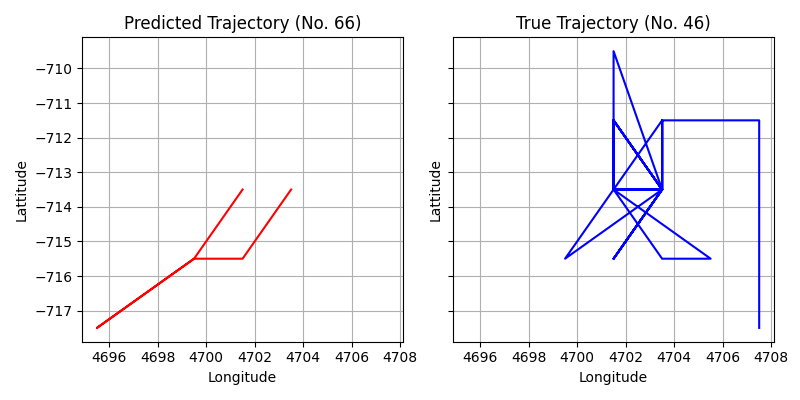 Predicted Trajectory (No. 66)
True Trajectory (No. 46)
Lattitude
−710
−711
−712
−713
−714
−715
−716
−717
4696 4698 4700 4702 4704 4706 4708
Longitude
Lattitude
4696 4698 4700 4702 4704 4706 4708
Longitude